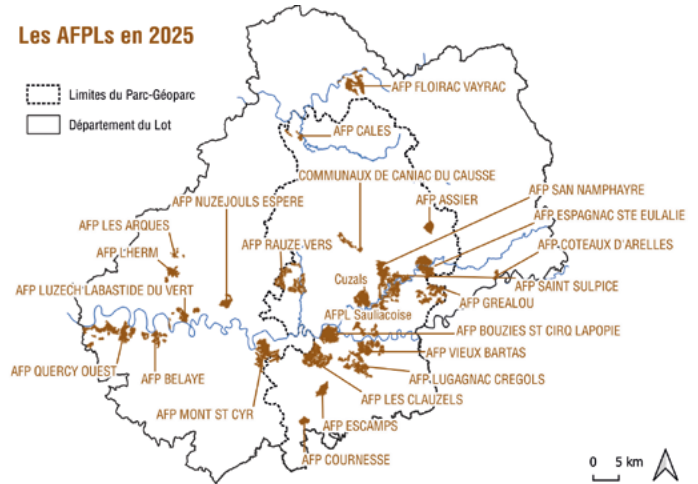 Les AFPLs en 2025
Limites du Parc-Géoparc
Département du Lot
AFP FLOIRAC VAYRAC
AFP CALES
COMMUNAUX DE CANIAC DU CAUSSE
AFP NUZEJOULS ESPERE
AFP ASSIER
AFP SAN NAMPHAYRE
AFP ESPAGNAC STE EULALIE
AFP LES ARQUES
AFP RAUZE VERS
AFP COTEAUX D'ARELLES
AFP L'HERM
Cuzals
AFP SAINT SULPICE
AFP LUZECH LABASTIDE DU VERT
AFP GREALOU
AFPL Sauliacoise
AFP BOUZIES ST CIRQ LAPOPIE
AFP VIEUX BARTAS
AFP QUERCY OUEST
AFP BELAYE
AFP LUGAGNAC CREGOLS
AFP LES CLAUZELS
AFP MONT ST CYR
AFP ESCAMPS
AFP COURNESSE
0 5 km